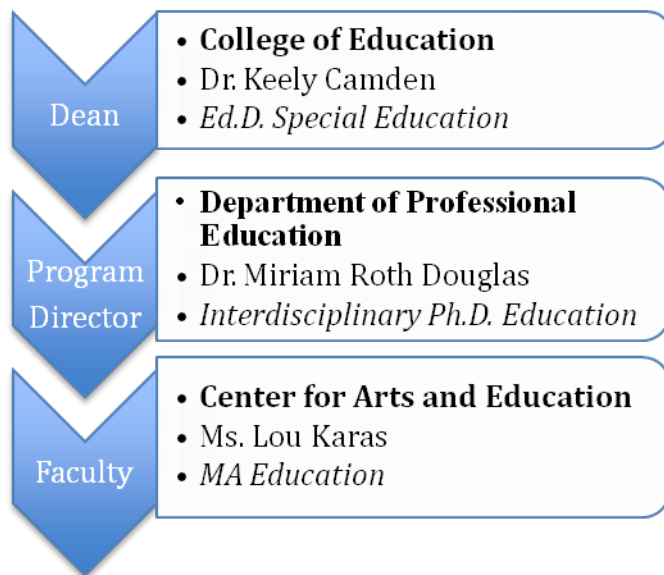 Dean
• College of Education
• Dr. Keely Camden
• Ed.D. Special Education
Program
Director
• Department of Professional
Education
• Dr. Miriam Roth Douglas
• Interdisciplinary Ph.D. Education
Faculty
• Center for Arts and Education
• Ms. Lou Karas
• MA Education